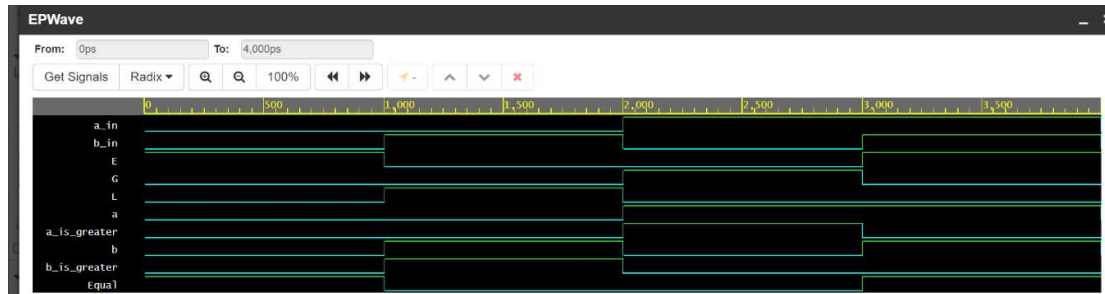 EPWave
From: 0ps To: 4,000ps
Get Signals Radix 100%
0 500 1,000 1,500 2,000 2,500 3,000 3,500
a_in
b_in
E
G
L
a
a_is_greater
b
b_is_greater
Equal